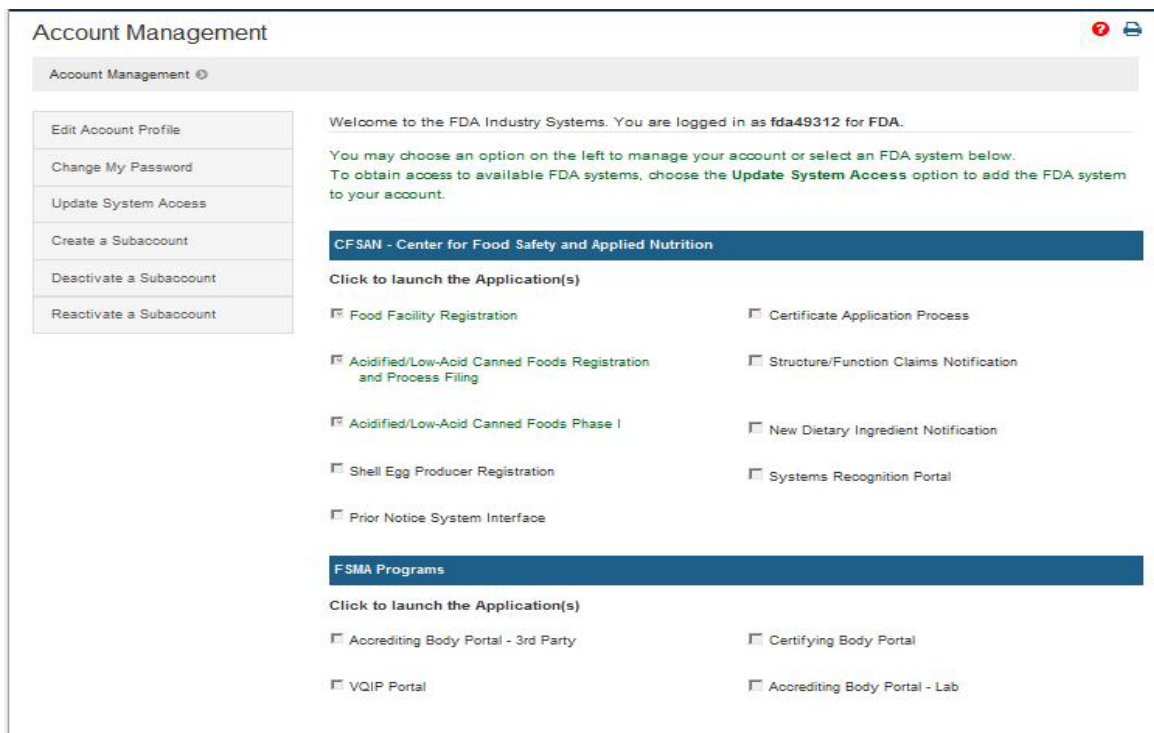 Account Management
Account Management
Edit Account Profile
Change My Password
Update System Access
Create a Subaccount
Deactivate a Subaccount
Reactivate a Subaccount
Welcome to the FDA Industry Systems. You are logged in as fda49312 for FDA.
You may choose an option on the left to manage your account or select an FDA system below.
To obtain access to available FDA systems, choose the Update System Access option to add the FDA system
to your account.
CFSAN - Center for Food Safety and Applied Nutrition
Click to launch the Application(s)
Food Facility Registration
Certificate Application Process
Acidified/Low-Acid Canned Foods Registration
and Process Filing
Structure/Function Claims Notification
Acidified/Low-Acid Canned Foods Phase I
New Dietary Ingredient Notification
Shell Egg Producer Registration
Systems Recognition Portal
Prior Notice System Interface
FSMA Programs
Click to launch the Application(s)
Accrediting Body Portal - 3rd Party
Certifying Body Portal
VQIP Portal
Accrediting Body Portal - Lab